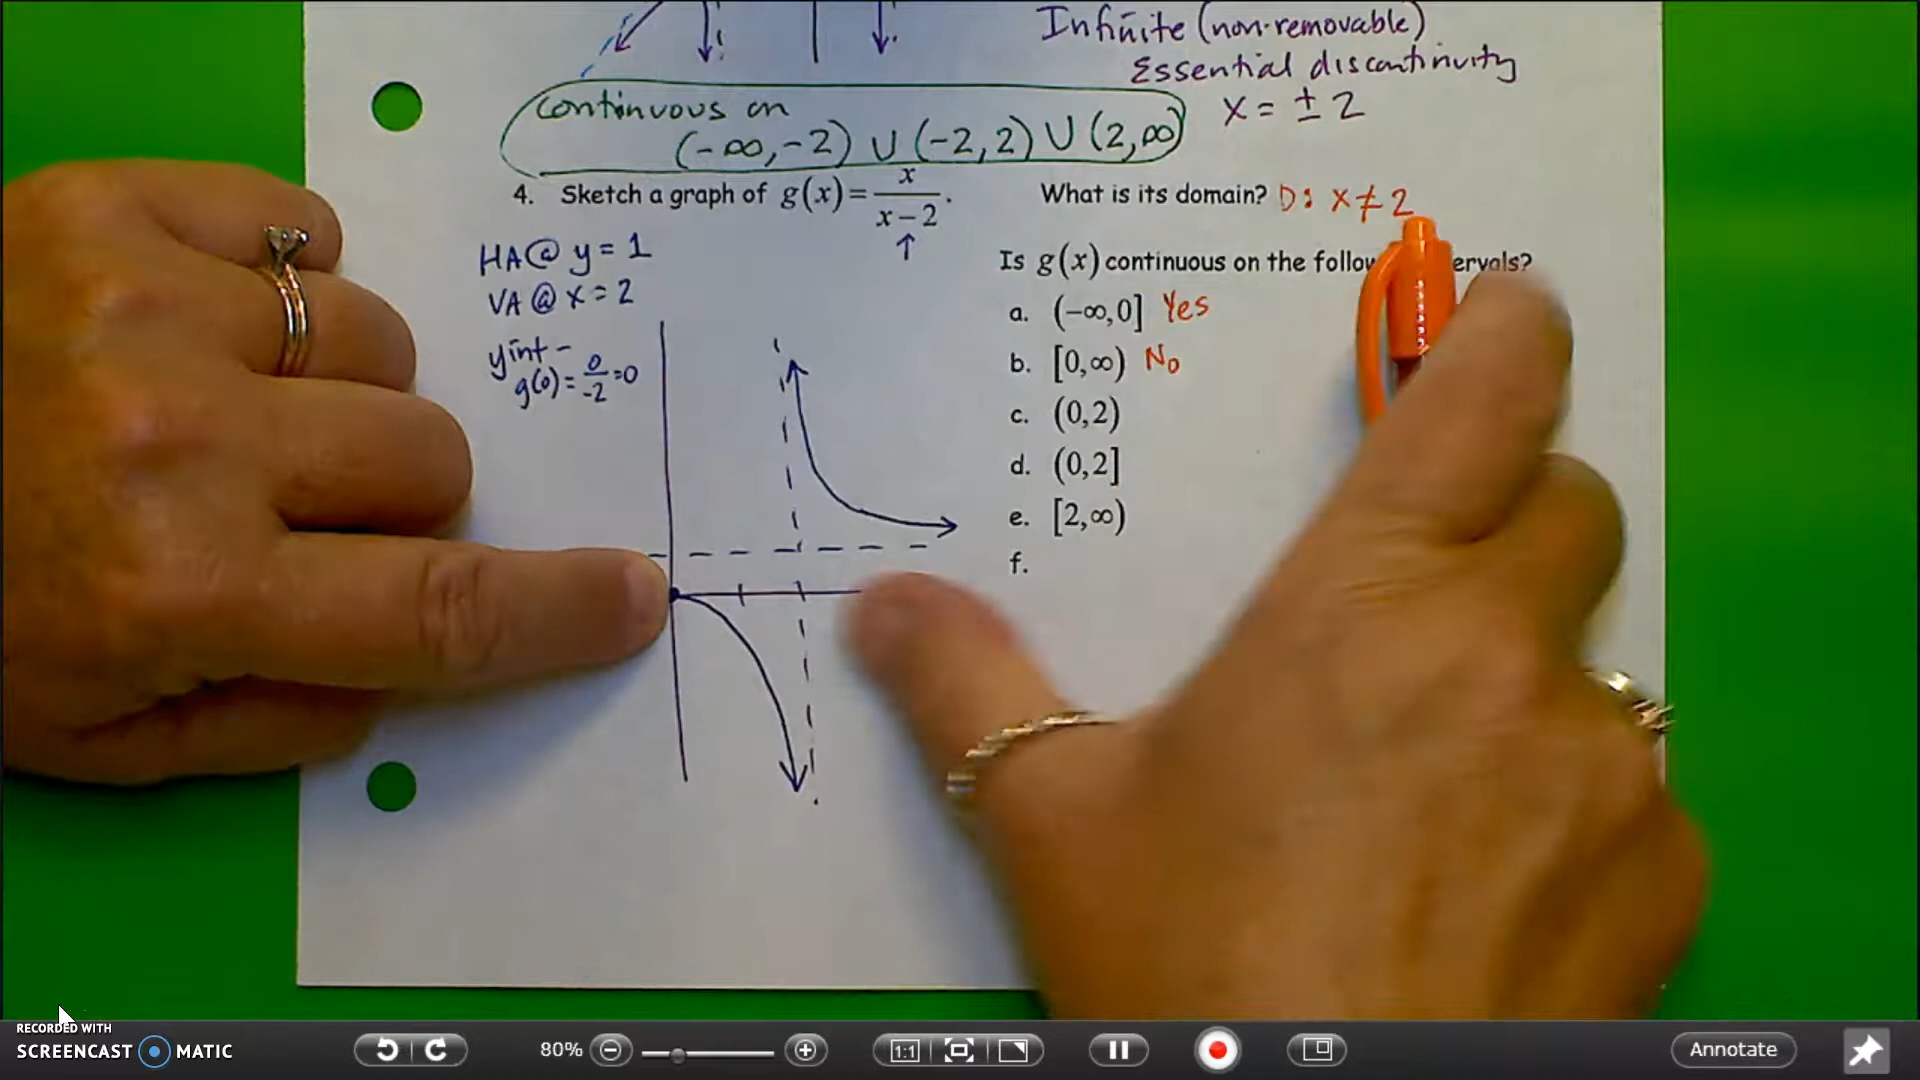 Infinite (non-removable)
Essential discontinuity
x = ± 2
Continuous on
(-∞,-2) ∪ (-2,2) ∪ (2,∞)
4. Sketch a graph of g(x) = x / (x - 2).
What is its domain? D: x ≠ 2
↑
HA @ y = 1
VA @ x = 2
y int -
g(0) = 0/-2 = 0
Is g(x) continuous on the follow ervals?
a. (-∞,0] Yes
b. [0,∞) No
c. (0,2)
d. (0,2]
e. [2,∞)
f.
RECORDED WITH
SCREENCAST MATIC
80%
1:1
Annotate